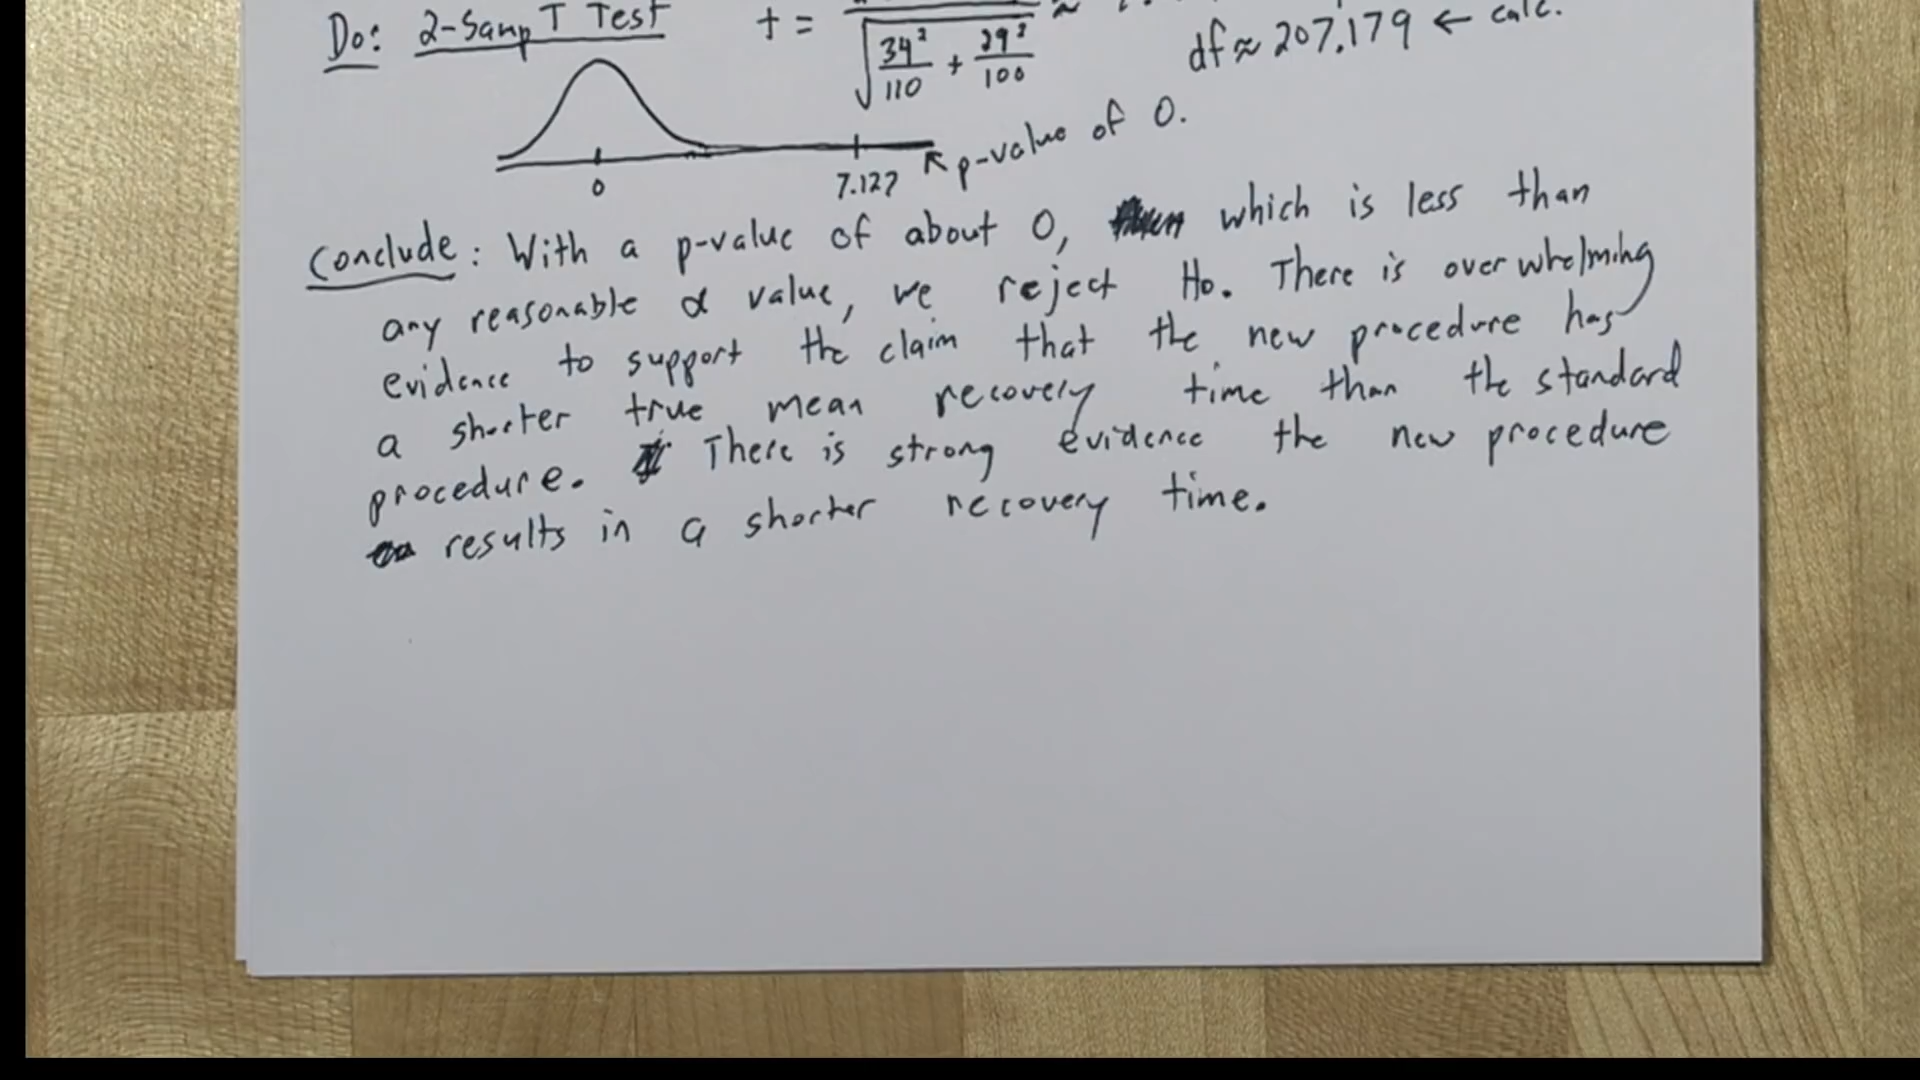 Do: 2-Samp T Test t = ≈
√ 34²/110 + 29²/100
df ≈ 207.179 ← calc.
0 7.127 p-value of 0.
Conclude: With a p-value of about 0, which is less than
any reasonable α value, we reject Ho. There is overwhelming
evidence to support the claim that the new procedure has
a shorter true mean recovery time than the standard
procedure. There is strong evidence the new procedure
results in a shorter recovery time.